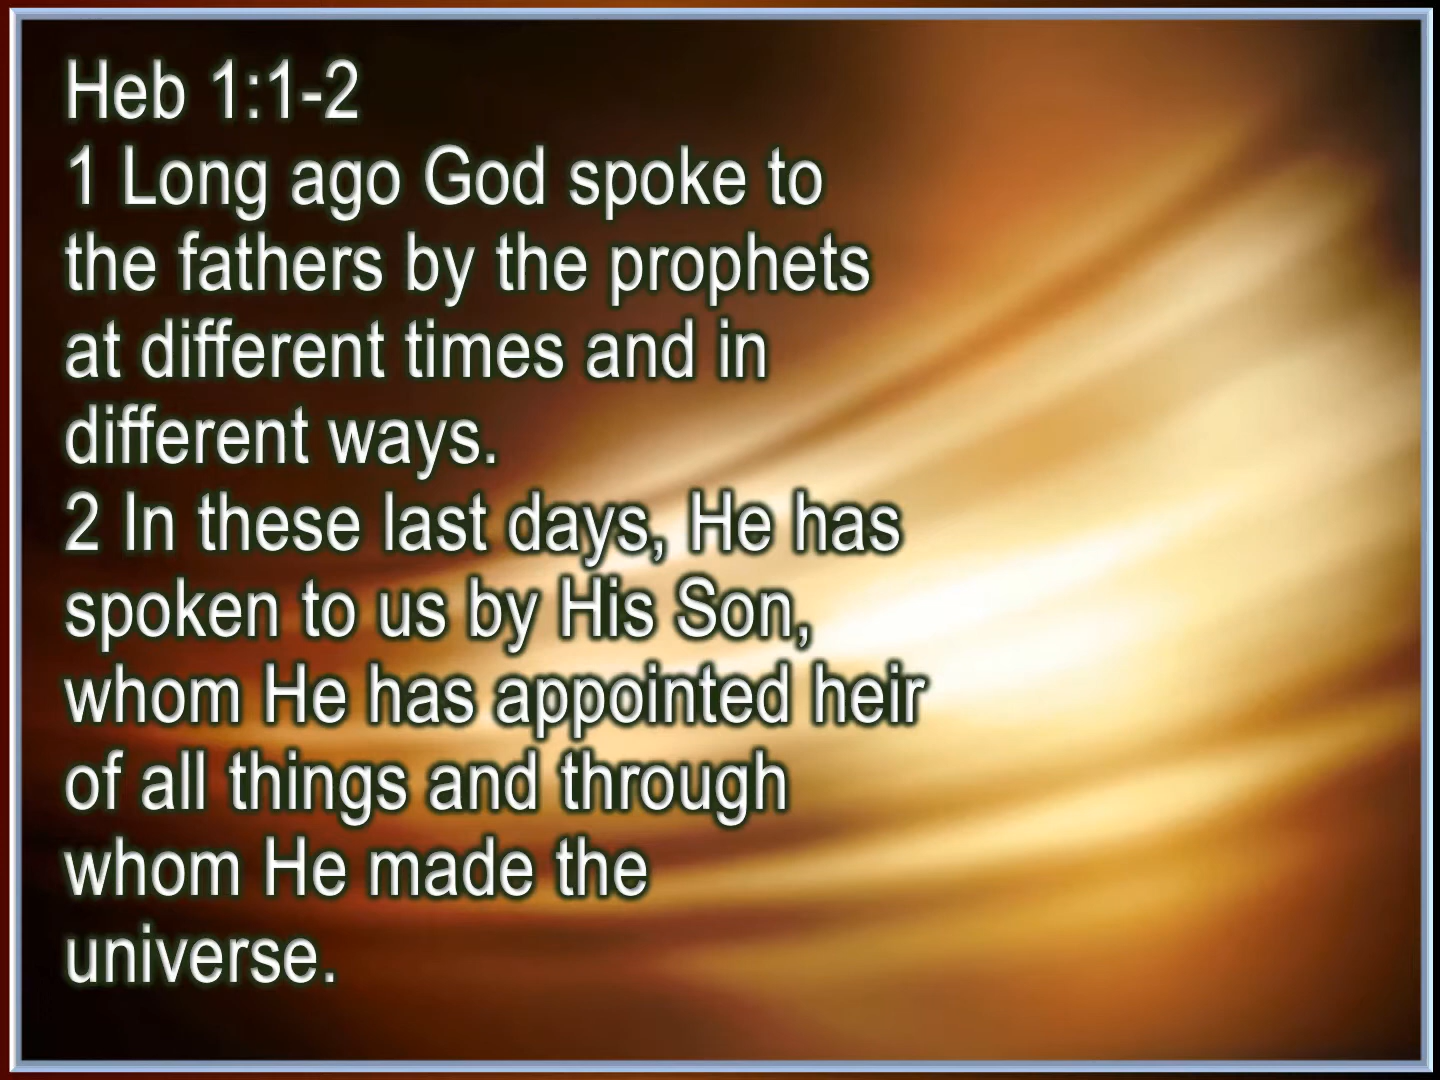 Heb 1:1-2
1 Long ago God spoke to
the fathers by the prophets
at different times and in
different ways.
2 In these last days, He has
spoken to us by His Son,
whom He has appointed heir
of all things and through
whom He made the
universe.